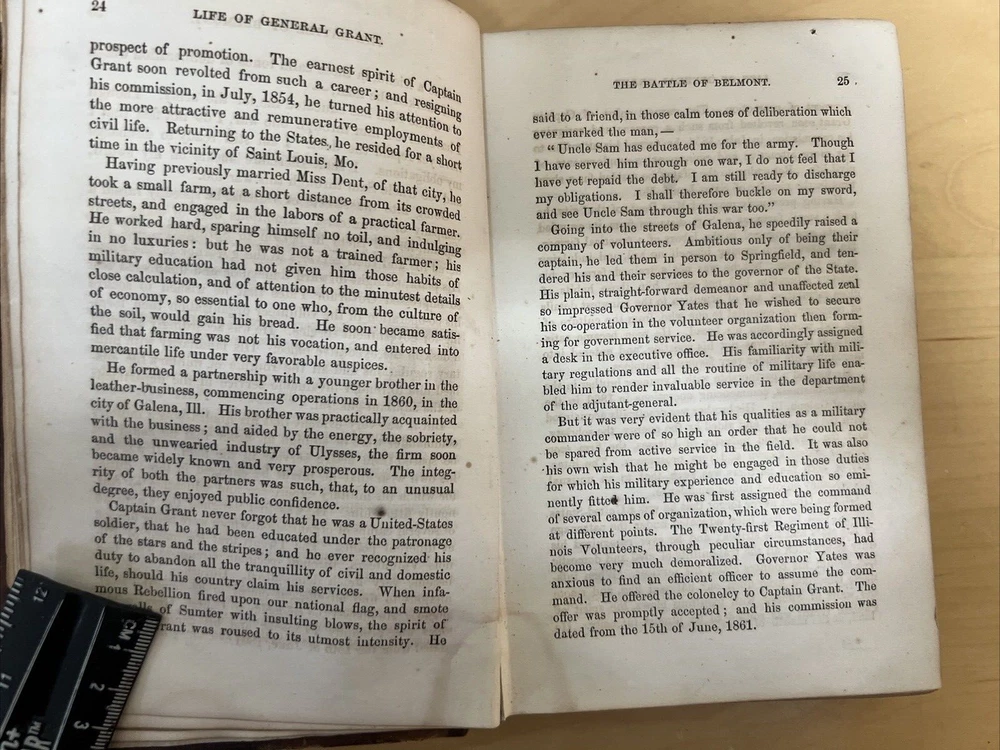 24
LIFE OF GENERAL GRANT.
prospect of promotion. The earnest spirit of Captain
Grant soon revolted from such a career; and resigning
his commission, in July, 1854, he turned his attention to
the more attractive and remunerative employments of
civil life. Returning to the States, he resided for a short
time in the vicinity of Saint Louis, Mo.
Having previously married Miss Dent, of that city, he
took a small farm, at a short distance from its crowded
streets, and engaged in the labors of a practical farmer.
He worked hard, sparing himself no toil, and indulging
in no luxuries: but he was not a trained farmer; his
military education had not given him those habits of
close calculation, and of attention to the minutest details
of economy, so essential to one who, from the culture of
the soil, would gain his bread. He soon became satis-
fied that farming was not his vocation, and entered into
mercantile life under very favorable auspices.
He formed a partnership with a younger brother in the
leather-business, commencing operations in 1860, in the
city of Galena, Ill. His brother was practically acquainted
with the business; and aided by the energy, the sobriety,
and the unwearied industry of Ulysses, the firm soon
became widely known and very prosperous. The integ-
rity of both the partners was such, that, to an unusual
degree, they enjoyed public confidence.
Captain Grant never forgot that he was a United-States
soldier, that he had been educated under the patronage
of the stars and the stripes; and he ever recognized his
duty to abandon all the tranquillity of civil and domestic
life, should his country claim his services. When infa-
mous Rebellion fired upon our national flag, and smote
of Sumter with insulting blows, the spirit of
was roused to its utmost intensity. He
THE BATTLE OF BELMONT. 25
said to a friend, in those calm tones of deliberation which
ever marked the man,—
"Uncle Sam has educated me for the army. Though
I have served him through one war, I do not feel that I
have yet repaid the debt. I am still ready to discharge
my obligations. I shall therefore buckle on my sword,
and see Uncle Sam through this war too."
Going into the streets of Galena, he speedily raised a
company of volunteers. Ambitious only of being their
captain, he led them in person to Springfield, and ten-
dered his and their services to the governor of the State.
His plain, straight-forward demeanor and unaffected zeal
so impressed Governor Yates that he wished to secure
his co-operation in the volunteer organization then form-
ing for government service. He was accordingly assigned
a desk in the executive office. His familiarity with mili-
tary regulations and all the routine of military life ena-
bled him to render invaluable service in the department
of the adjutant-general.
But it was very evident that his qualities as a military
commander were of so high an order that he could not
be spared from active service in the field. It was also
his own wish that he might be engaged in those duties
for which his military experience and education so emi-
nently fitted him. He was first assigned the command
of several camps of organization, which were being formed
at different points. The Twenty-first Regiment of Illi-
nois Volunteers, through peculiar circumstances, had
become very much demoralized. Governor Yates was
anxious to find an efficient officer to assume the com-
mand. He offered the colonelcy to Captain Grant. The
offer was promptly accepted; and his commission was
dated from the 15th of June, 1861.
12
11
CM 1
2
3